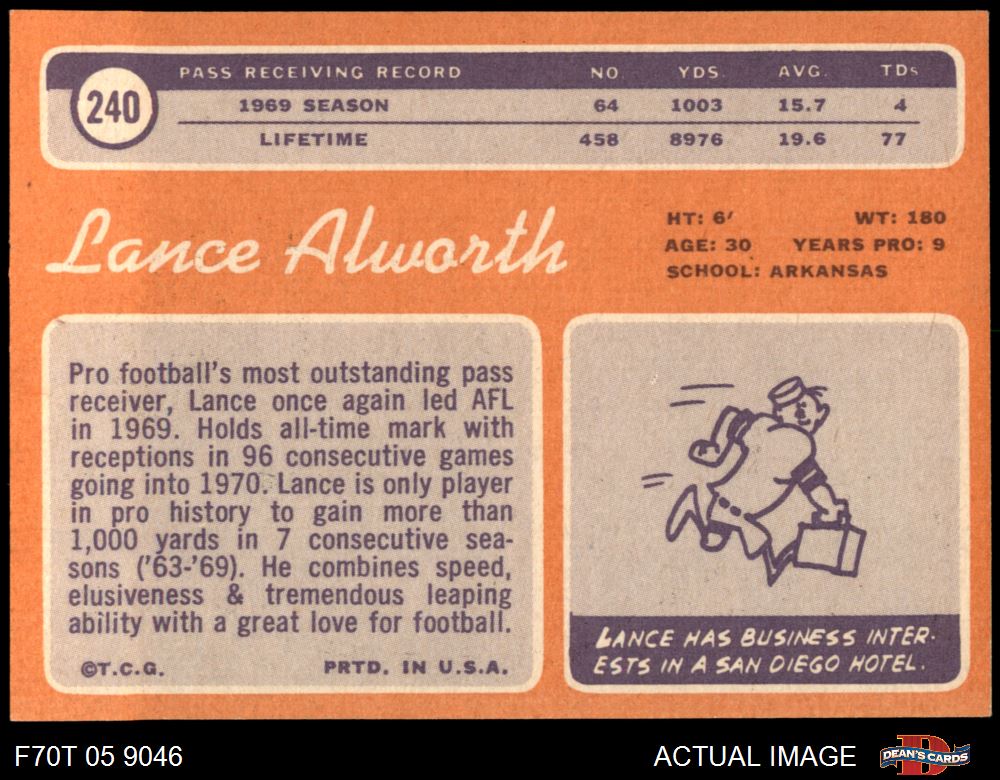 240
PASS RECEIVING RECORD NO YDS. AVG. TDs
1969 SEASON 64 1003 15.7 4
LIFETIME 458 8976 19.6 77
Lance Alworth
HT: 6' WT: 180
AGE: 30 YEARS PRO: 9
SCHOOL: ARKANSAS
Pro football's most outstanding pass
receiver, Lance once again led AFL
in 1969. Holds all-time mark with
receptions in 96 consecutive games
going into 1970. Lance is only player
in pro history to gain more than
1,000 yards in 7 consecutive sea-
sons ('63-'69). He combines speed,
elusiveness & tremendous leaping
ability with a great love for football.
©T.C.G. PRTD. IN U.S.A.
LANCE HAS BUSINESS INTER-
ESTS IN A SAN DIEGO HOTEL.
F70T 05 9046 ACTUAL IMAGE DEAN'S CARDS